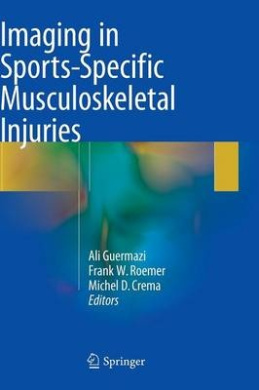 Imaging in
Sports-Specific
Musculoskeletal
Injuries
Ali Guermazi
Frank W. Roemer
Michel D. Crema
Editors
Springer